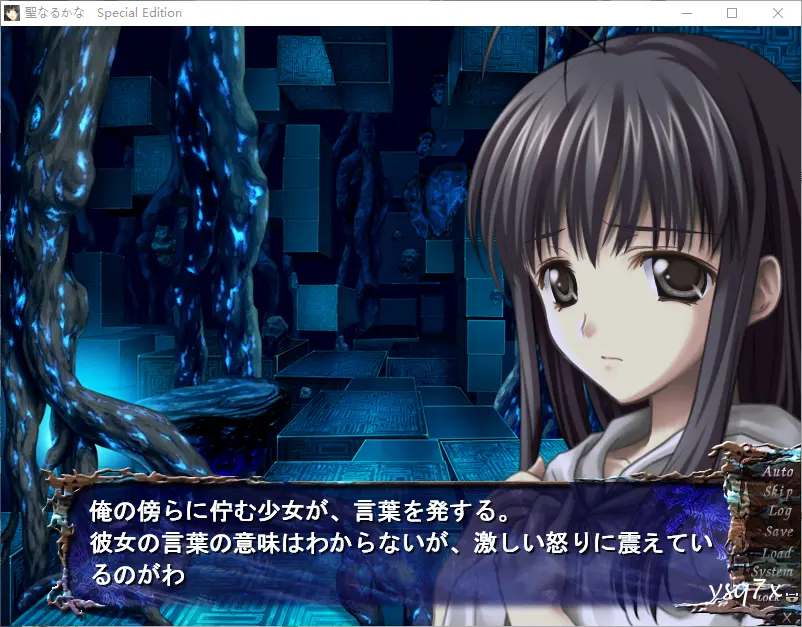 聖なるかな Special Edition
俺の傍らに佇む少女が、言葉を発する。
彼女の言葉の意味はわからないが、激しい怒りに震えてい
るのがわ
Auto
Skip
Log
Save
Load
System
Lock
ysq7x